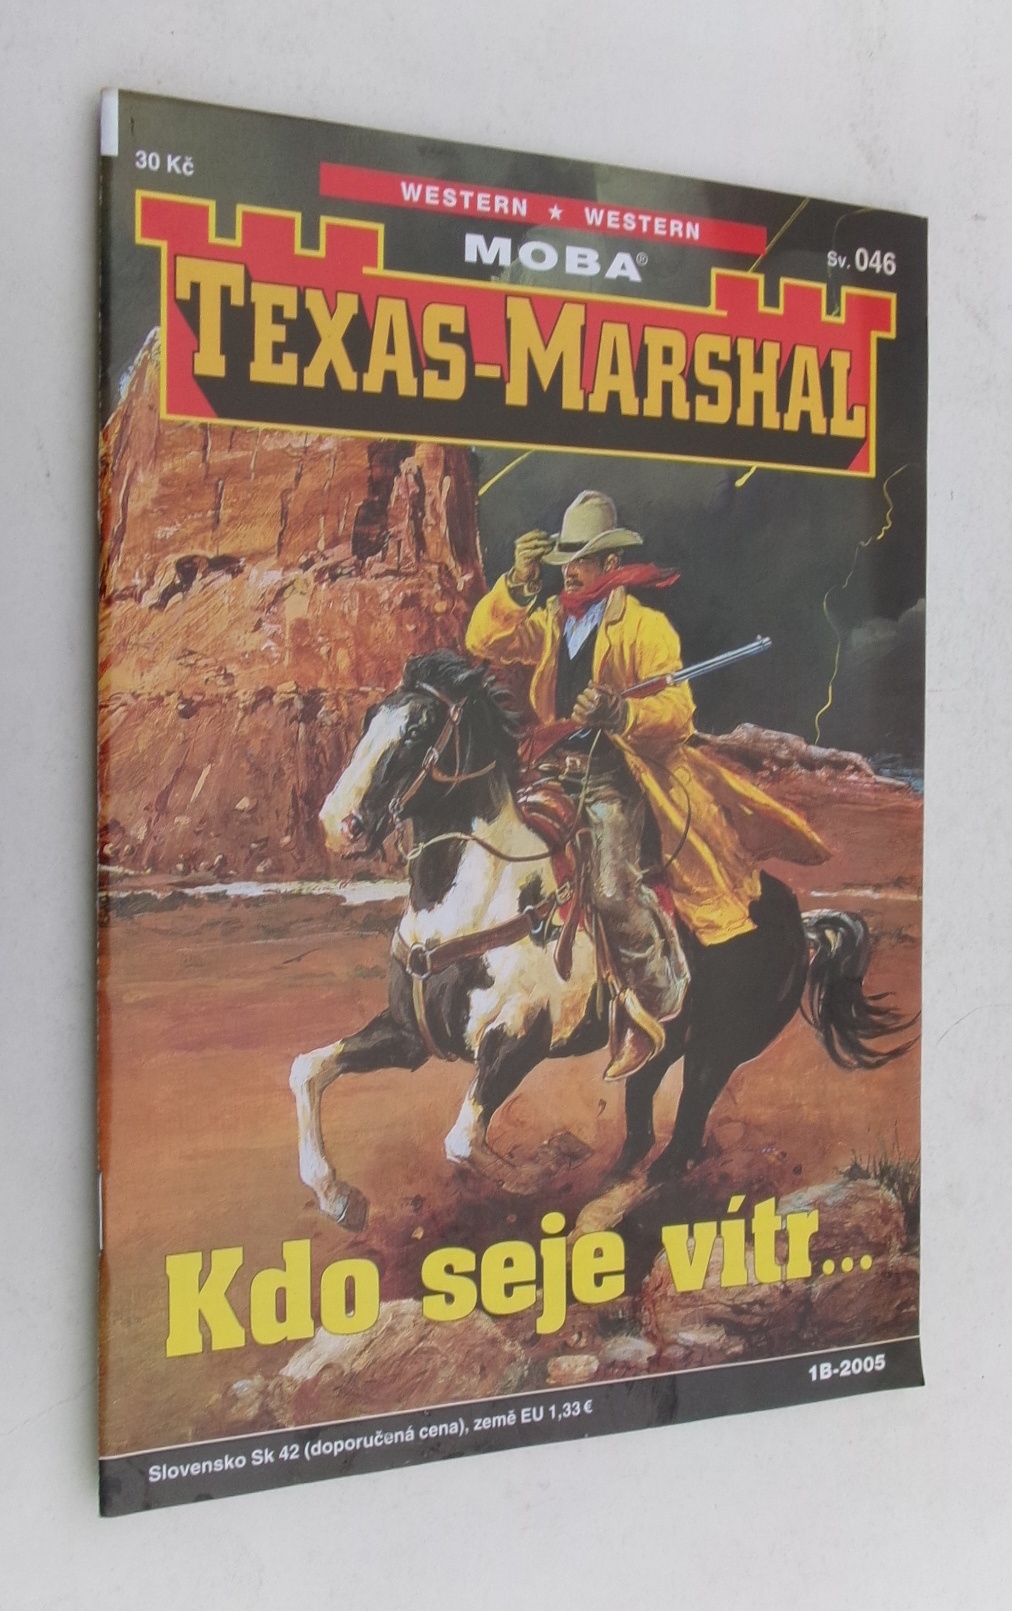 30 Kč
WESTERN ★ WESTERN
MOBA®
Sv. 046
TEXAS-MARSHAL
Kdo seje vítr...
1B-2005
Slovensko Sk 42 (doporučená cena), země EU 1,33 €